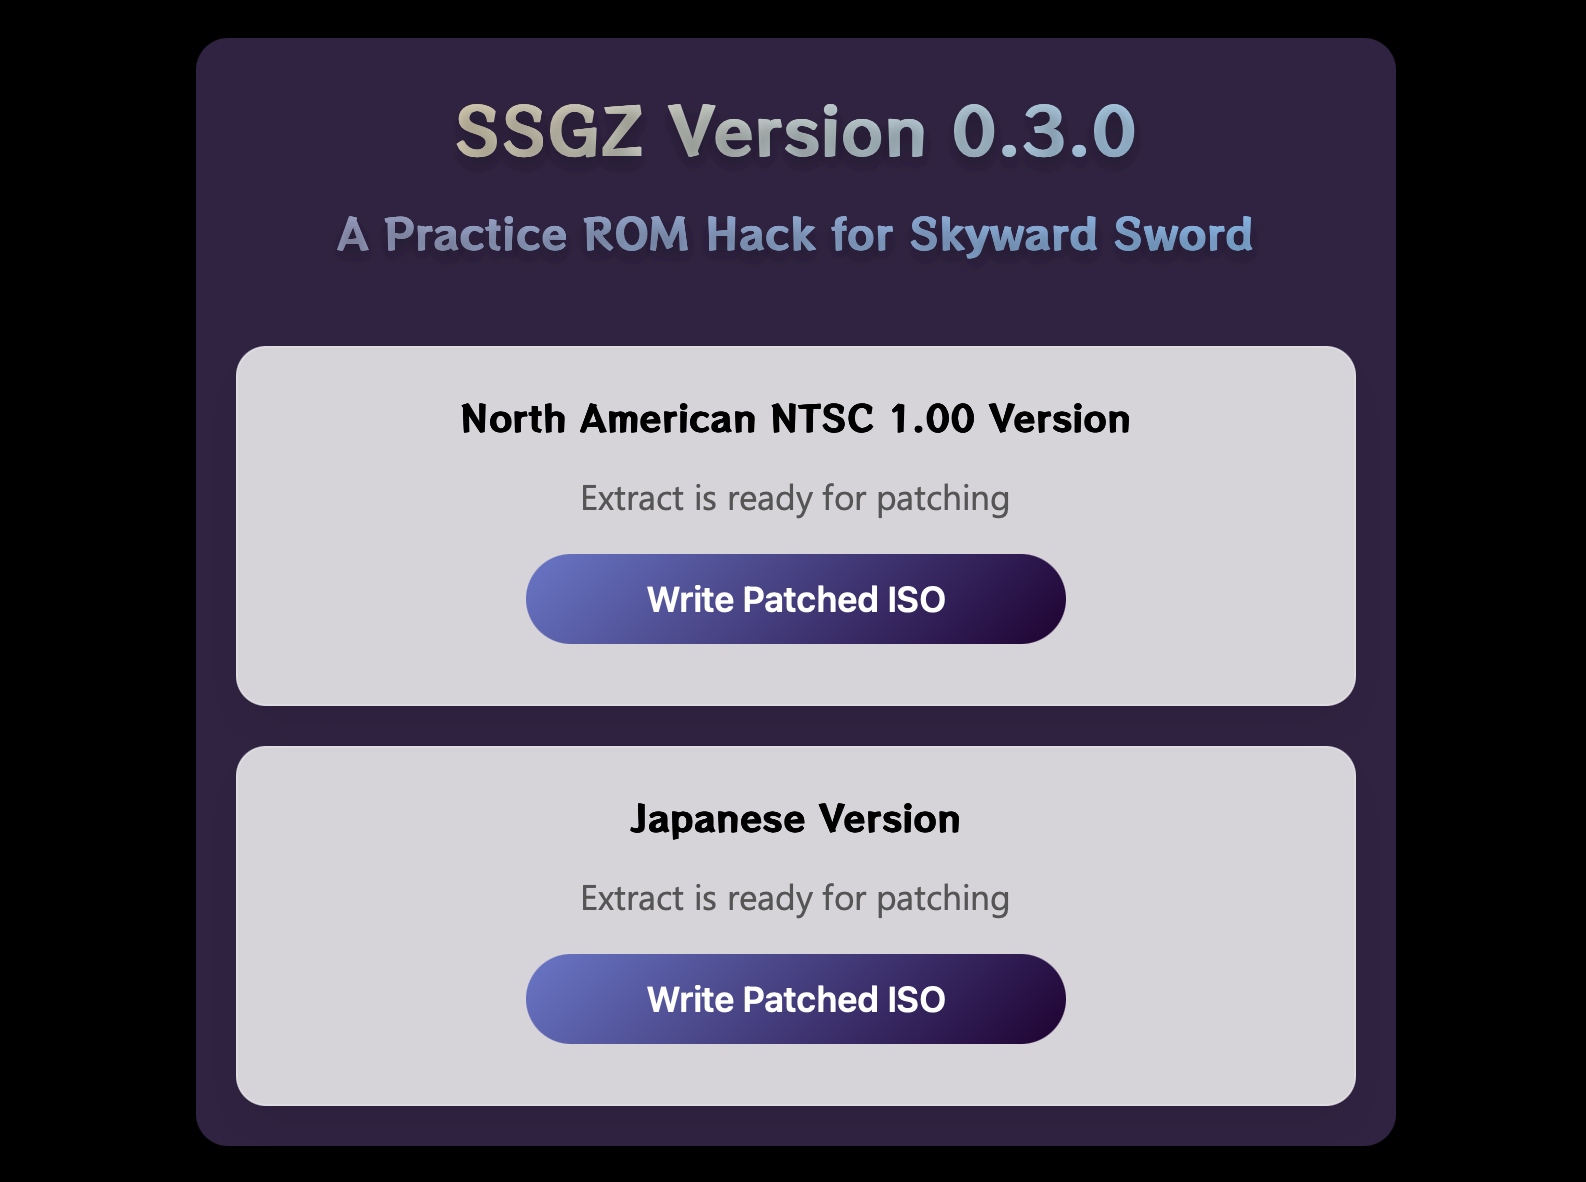 SSGZ Version 0.3.0
A Practice ROM Hack for Skyward Sword
North American NTSC 1.00 Version
Extract is ready for patching
Write Patched ISO
Japanese Version
Extract is ready for patching
Write Patched ISO